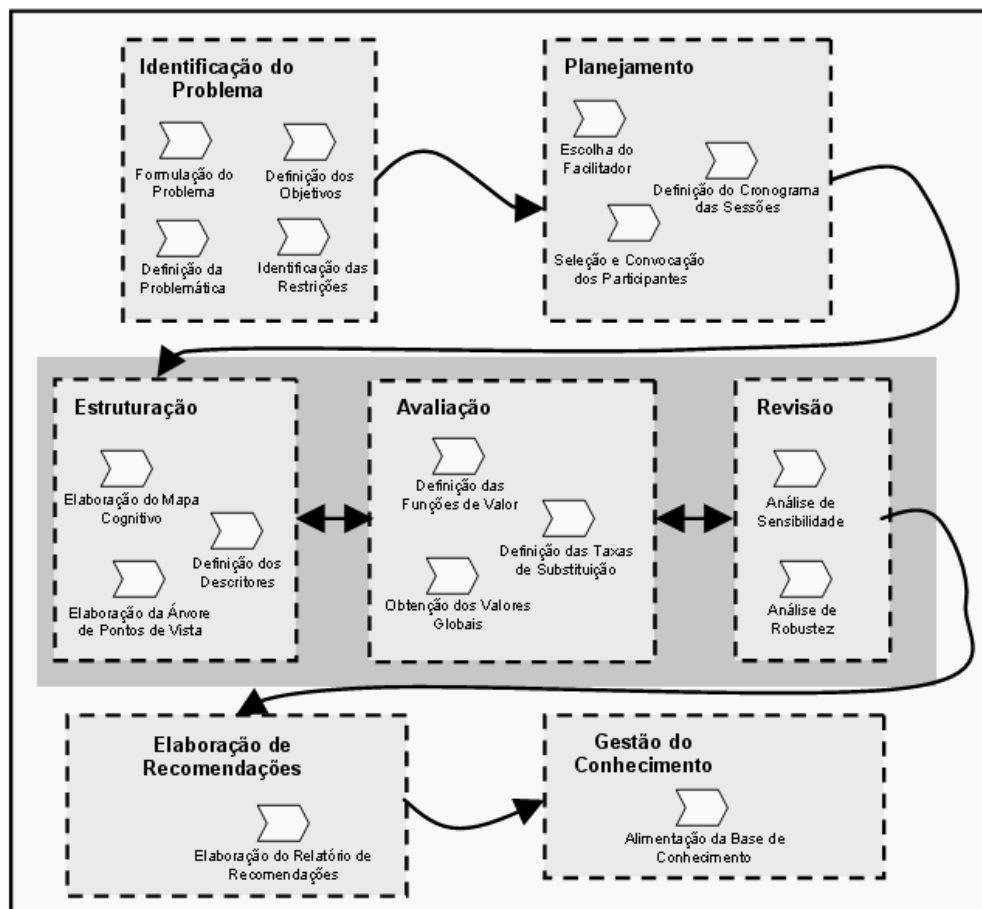 Identificação do
Problema
Formulação do
Problema
Definição dos
Objetivos
Definição da
Problemática
Identificação das
Restrições
Planejamento
Escolha do
Facilitador
Definição do Cronograma
das Sessões
Seleção e Convocação
dos Participantes
Estruturação
Elaboração do Mapa
Cognitivo
Definição dos
Descritores
Elaboração da Árvore
de Pontos de Vista
Avaliação
Definição das
Funções de Valor
Definição das Taxas
de Substituição
Obtenção dos Valores
Globais
Revisão
Análise de
Sensibilidade
Análise de
Robustez
Elaboração de
Recomendações
Elaboração do Relatório de
Recomendações
Gestão do
Conhecimento
Alimentação da Base de
Conhecimento